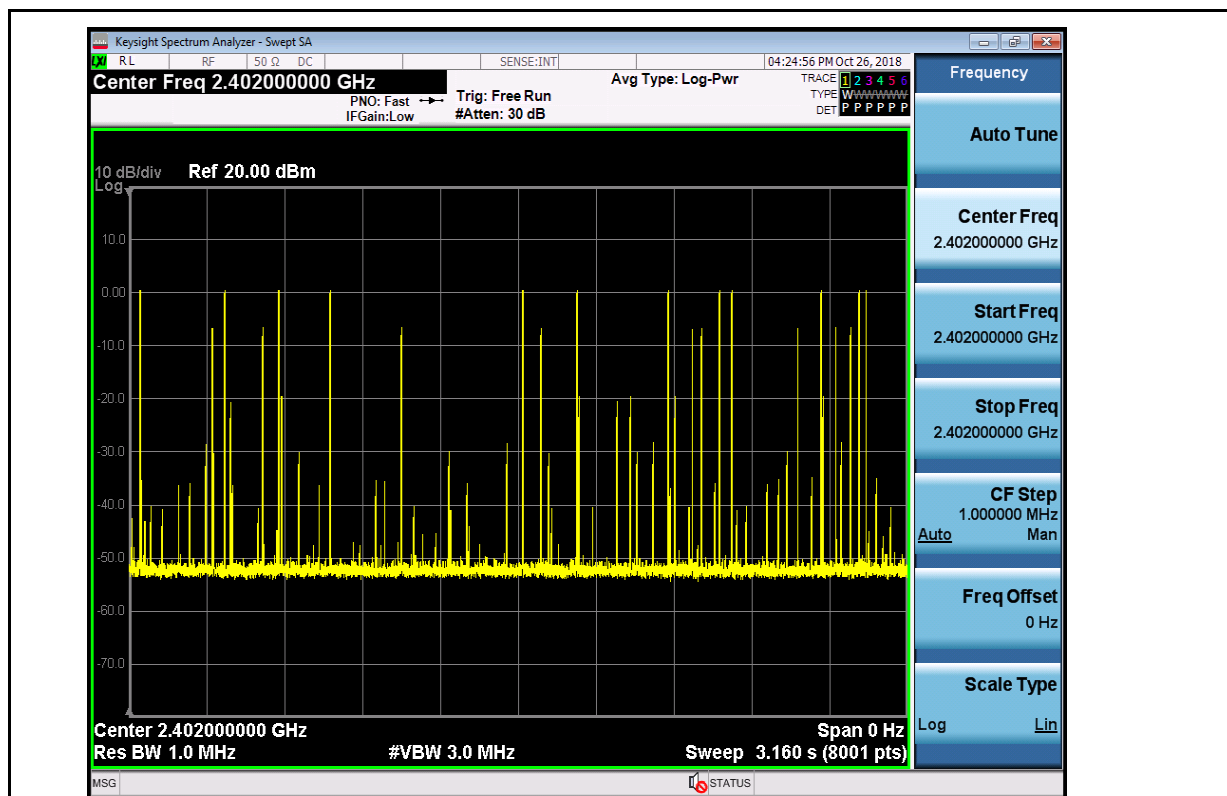 Keysight Spectrum Analyzer - Swept SA
LXI RL RF 50 Ω DC SENSE:INT 04:24:56 PM Oct 26, 2018
Center Freq 2.402000000 GHz
PNO: Fast
IFGain:Low
Trig: Free Run
#Atten: 30 dB
Avg Type: Log-Pwr
TRACE 1 2 3 4 5 6
TYPE WWWWWW
DET P P P P P P
10 dB/div
Log
Ref 20.00 dBm
10.0
0.00
-10.0
-20.0
-30.0
-40.0
-50.0
-60.0
-70.0
Center 2.402000000 GHz
Span 0 Hz
Res BW 1.0 MHz
#VBW 3.0 MHz
Sweep 3.160 s (8001 pts)
MSG
STATUS
Frequency
Auto Tune
Center Freq
2.402000000 GHz
Start Freq
2.402000000 GHz
Stop Freq
2.402000000 GHz
CF Step
1.000000 MHz
Auto Man
Freq Offset
0 Hz
Scale Type
Log Lin